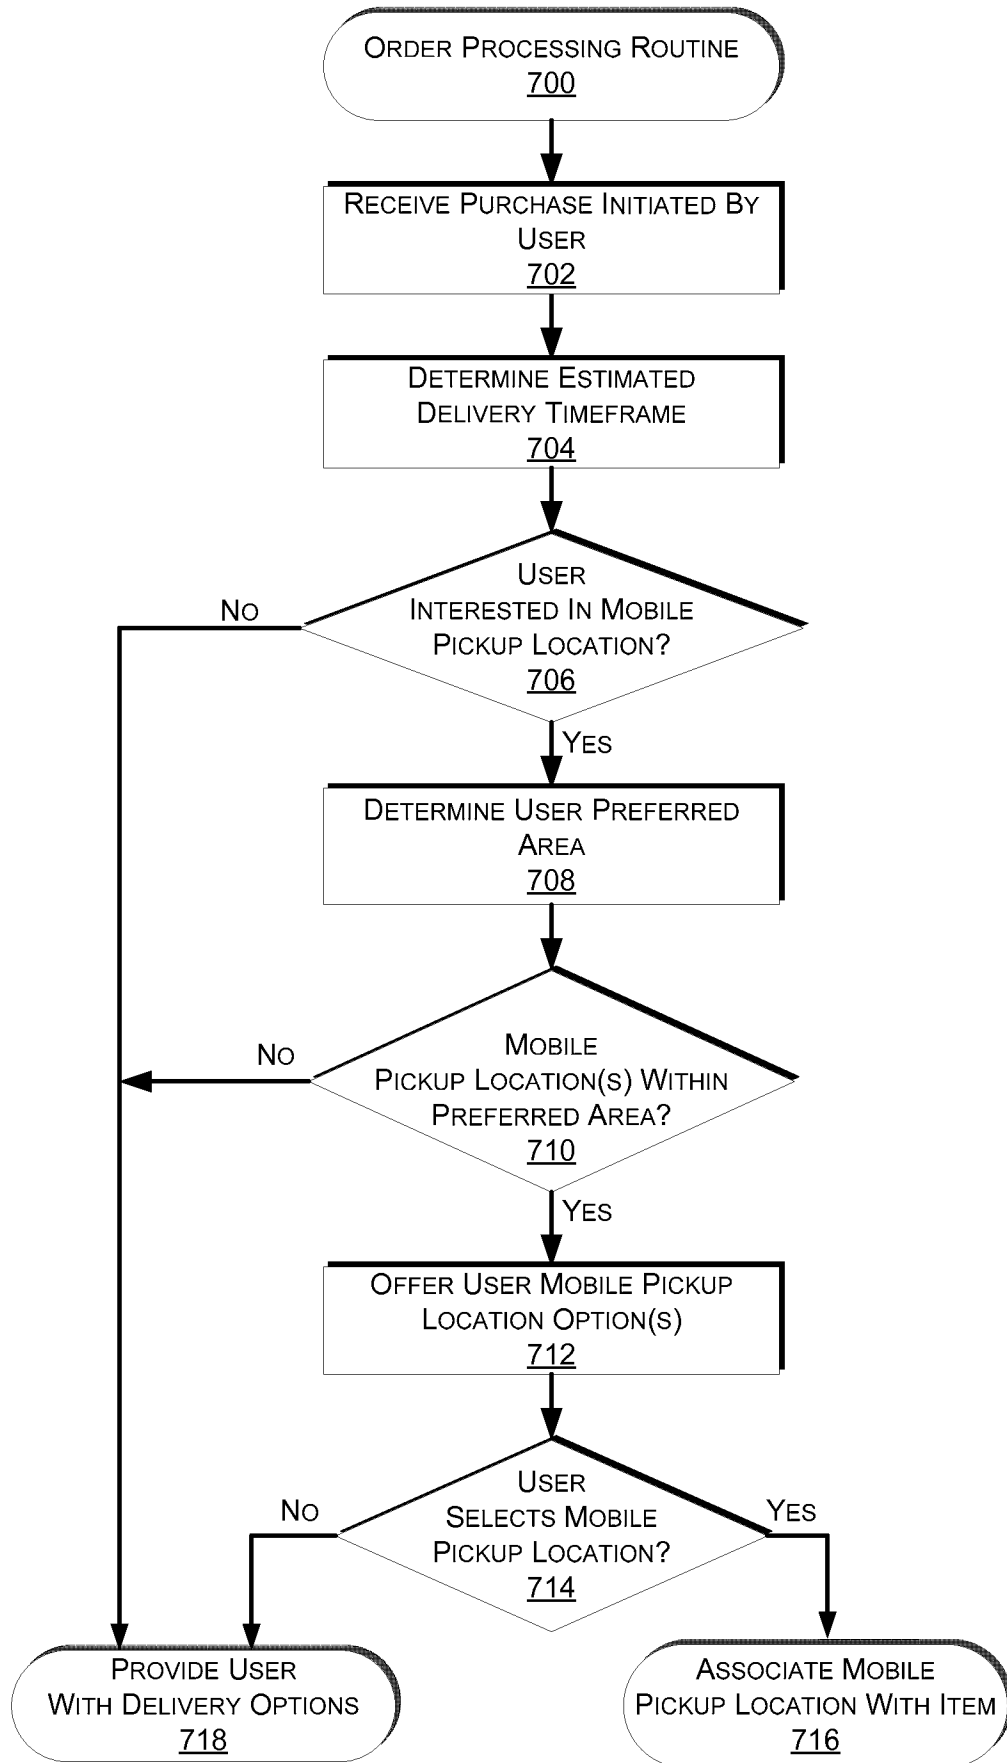 ORDER PROCESSING ROUTINE
700
RECEIVE PURCHASE INITIATED BY
USER
702
DETERMINE ESTIMATED
DELIVERY TIMEFRAME
704
USER
INTERESTED IN MOBILE
PICKUP LOCATION?
706
NO
YES
DETERMINE USER PREFERRED
AREA
708
MOBILE
PICKUP LOCATION(S) WITHIN
PREFERRED AREA?
710
NO
YES
OFFER USER MOBILE PICKUP
LOCATION OPTION(S)
712
USER
SELECTS MOBILE
PICKUP LOCATION?
714
NO
YES
PROVIDE USER
WITH DELIVERY OPTIONS
718
ASSOCIATE MOBILE
PICKUP LOCATION WITH ITEM
716